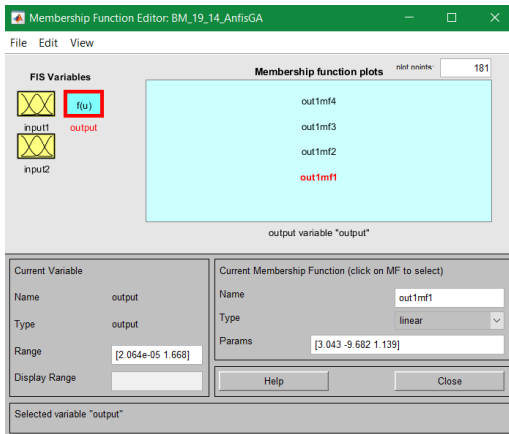 Membership Function Editor: BM_19_14_AnfisGA
File Edit View
FIS Variables
f(u)
input1 output
input2
Membership function plots plot points: 181
out1mf4
out1mf3
out1mf2
out1mf1
output variable "output"
Current Variable
Name output
Type output
Range [2.064e-05 1.668]
Display Range
Current Membership Function (click on MF to select)
Name out1mf1
Type linear
Params [3.043 -9.682 1.139]
Help Close
Selected variable "output"